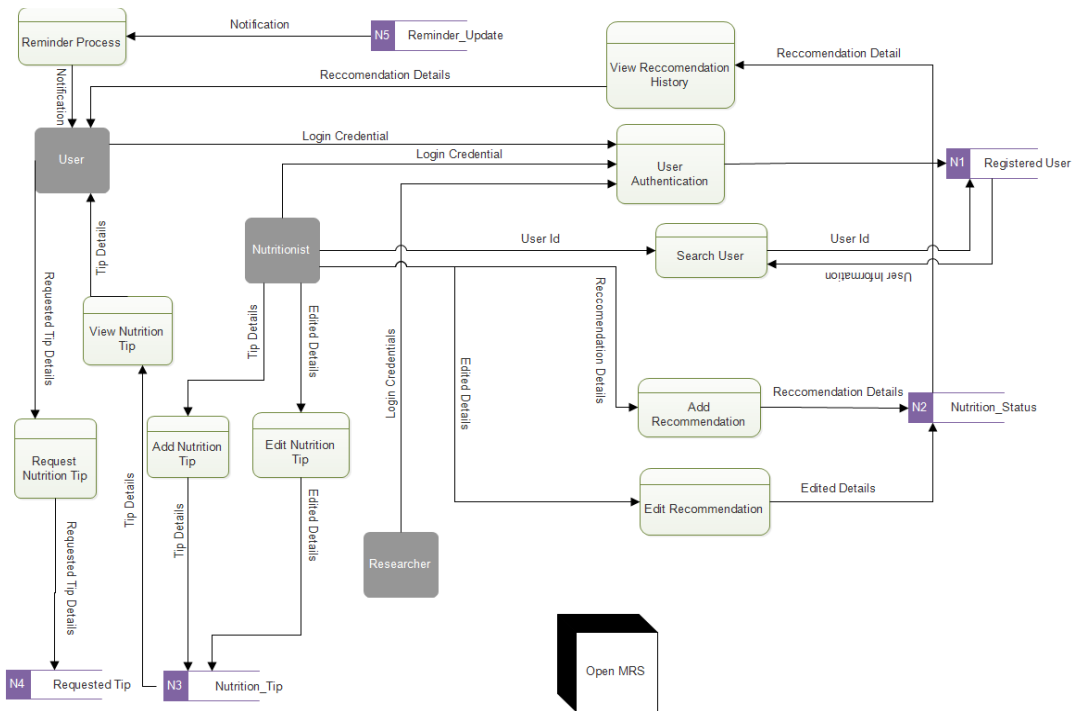 Notification
Reminder Process
N5 Reminder_Update
Reccomendation Detail
View Reccomendation
History
Reccomendation Details
Notification
User
Login Credential
Login Credential
User
Authentication
N1 Registered User
Nutritionist
User Id
Search User
User Id
User Information
Tip Details
Requested Tip Details
View Nutrition
Tip
Tip Details
Edited Details
Login Credentials
Edited Details
Reccomendation Details
Add
Recommendation
Reccomendation Details
N2 Nutrition_Status
Request
Nutrition Tip
Add Nutrition
Tip
Edit Nutrition
Tip
Edit Recommendation
Edited Details
Tip Details
Tip Details
Edited Details
Requested Tip Details
Researcher
Open MRS
N4 Requested Tip
N3 Nutrition_Tip